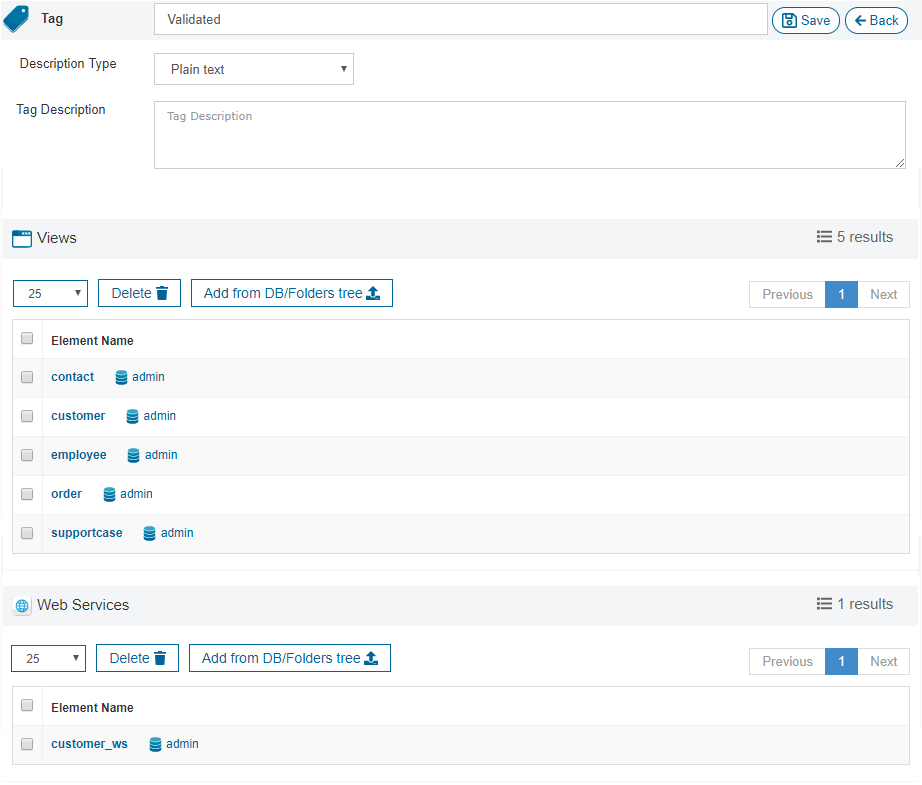 Tag Validated Save Back
Description Type Plain text
Tag Description Tag Description
Views 5 results
25 Delete Add from DB/Folders tree Previous 1 Next
Element Name
contact admin
customer admin
employee admin
order admin
supportcase admin
Web Services 1 results
25 Delete Add from DB/Folders tree Previous 1 Next
Element Name
customer_ws admin